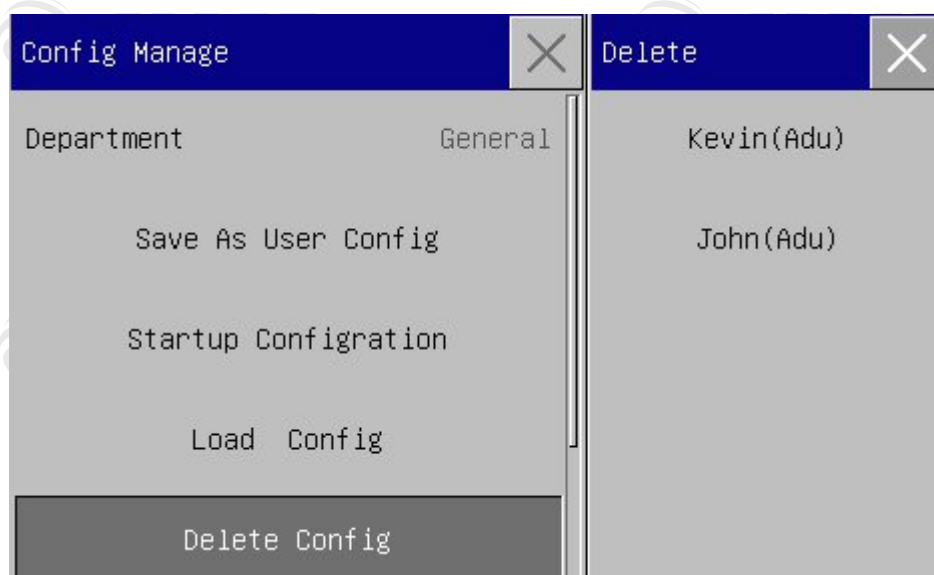 Config Manage
Department General
Save As User Config
Startup Configration
Load Config
Delete Config
Delete
Kevin(Adu)
John(Adu)